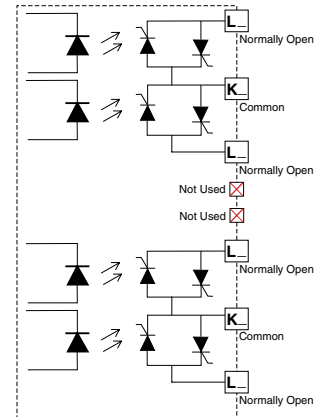 L_
Normally Open
K_
Common
L_
Normally Open
Not Used
Not Used
L_
Normally Open
K_
Common
L_
Normally Open